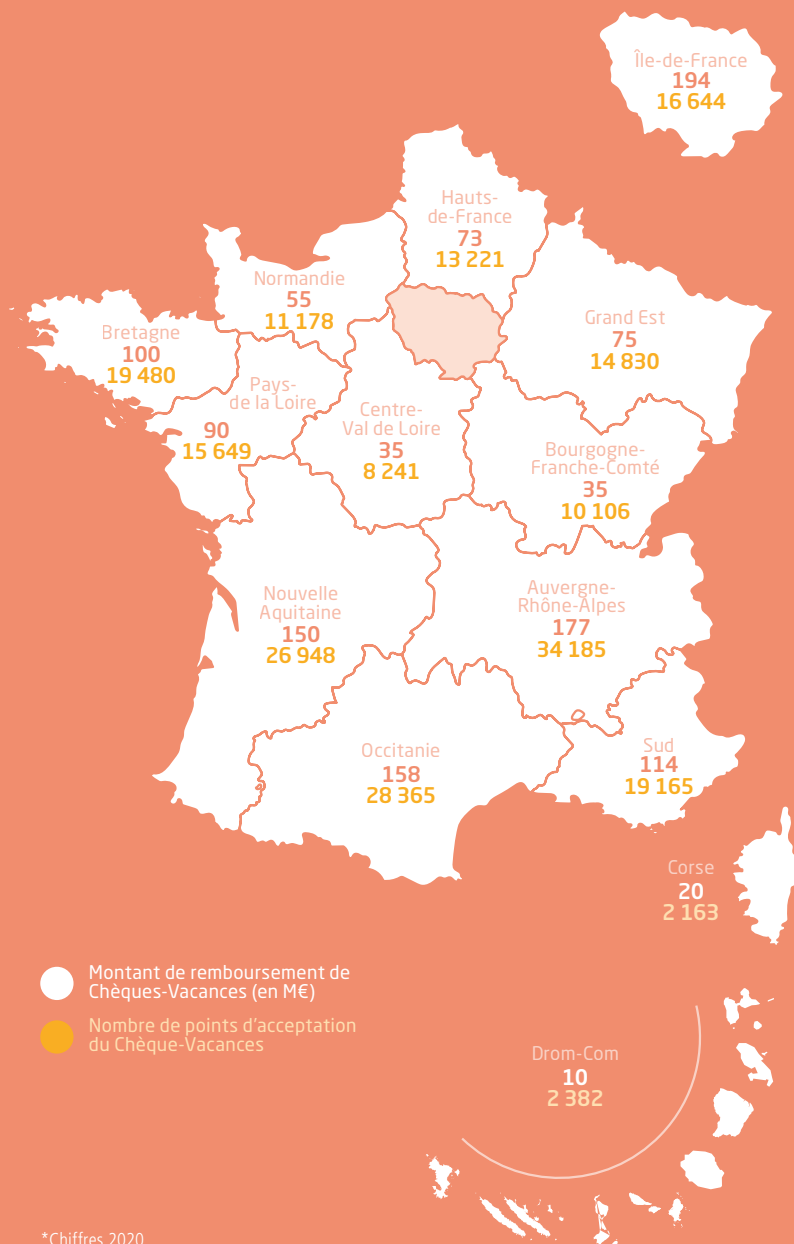 Île-de-France
194
16 644
Hauts-
de-France
73
13 221
Normandie
55
11 178
Bretagne
100
19 480
Grand Est
75
14 830
Pays-
de la Loire
90
15 649
Centre-
Val de Loire
35
8 241
Bourgogne-
Franche-Comté
35
10 106
Nouvelle
Aquitaine
150
26 948
Auvergne-
Rhône-Alpes
177
34 185
Occitanie
158
28 365
Sud
114
19 165
Corse
20
2 163
Montant de remboursement de
Chèques-Vacances (en M€)
Nombre de points d'acceptation
du Chèque-Vacances
Drom-Com
10
2 382
*Chiffres 2020